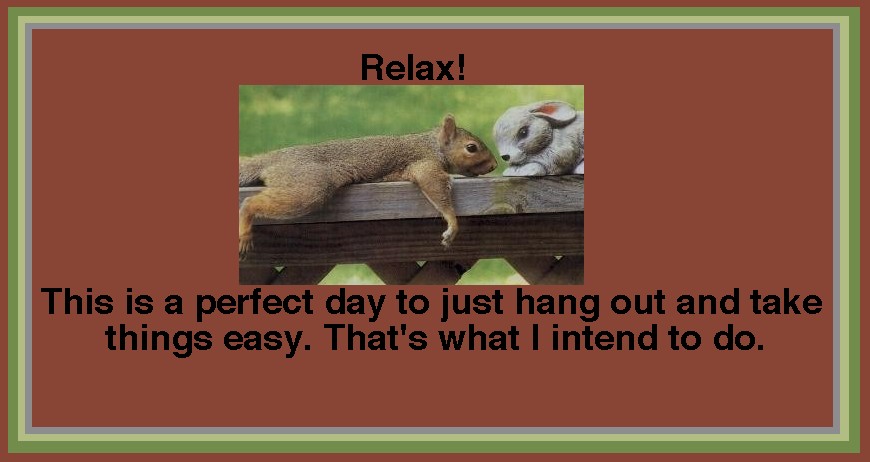 Relax!
This is a perfect day to just hang out and take
things easy. That's what I intend to do.